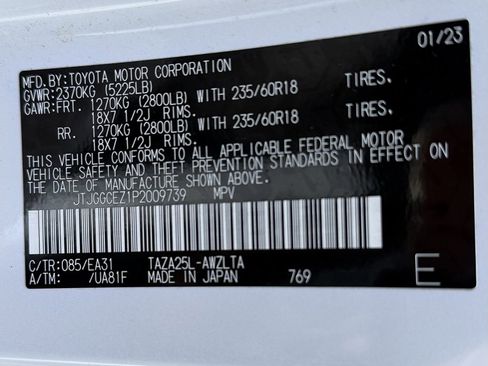 01/23
MFD.BY:TOYOTA MOTOR CORPORATION
GVWR:2370KG (5225LB)
GAWR:FRT. 1270KG (2800LB) WITH 235/60R18 TIRES.
18X7 1/2J RIMS.
RR. 1270KG (2800LB) WITH 235/60R18 TIRES.
18X7 1/2J RIMS.
THIS VEHICLE CONFORMS TO ALL APPLICABLE FEDERAL MOTOR
VEHICLE SAFETY AND THEFT PREVENTION STANDARDS IN EFFECT
ON THE DATE OF MANUFACTURE SHOWN ABOVE.
JTJGGCEZ1P2009739 MPV
C/TR:085/EA31 TAZA25L-AWZLTA
A/TM: /UA81F MADE IN JAPAN 769
E